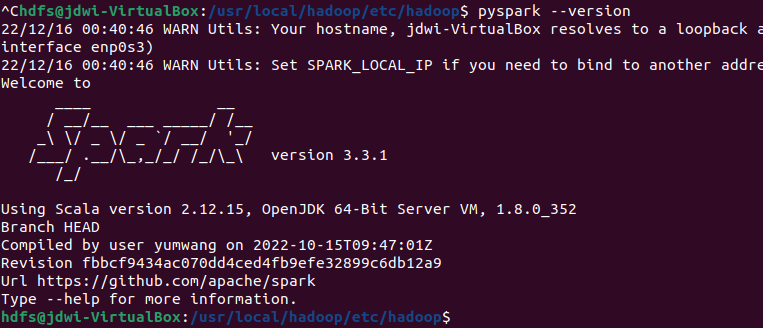 ^Chdfs@jdwi-VirtualBox:/usr/local/hadoop/etc/hadoop$ pyspark --version
22/12/16 00:40:46 WARN Utils: Your hostname, jdwi-VirtualBox resolves to a loopback a
interface enp0s3)
22/12/16 00:40:46 WARN Utils: Set SPARK_LOCAL_IP if you need to bind to another addre
Welcome to
      ____              __
     / __/__  ___ _____/ /__
    _\ \/ _ \/ _ `/ __/  '_/
   /___/ .__/\_,_/_/ /_/\_\   version 3.3.1
      /_/
Using Scala version 2.12.15, OpenJDK 64-Bit Server VM, 1.8.0_352
Branch HEAD
Compiled by user yumwang on 2022-10-15T09:47:01Z
Revision fbbcf9434ac070dd4ced4fb9efe32899c6db12a9
Url https://github.com/apache/spark
Type --help for more information.
hdfs@jdwi-VirtualBox:/usr/local/hadoop/etc/hadoop$